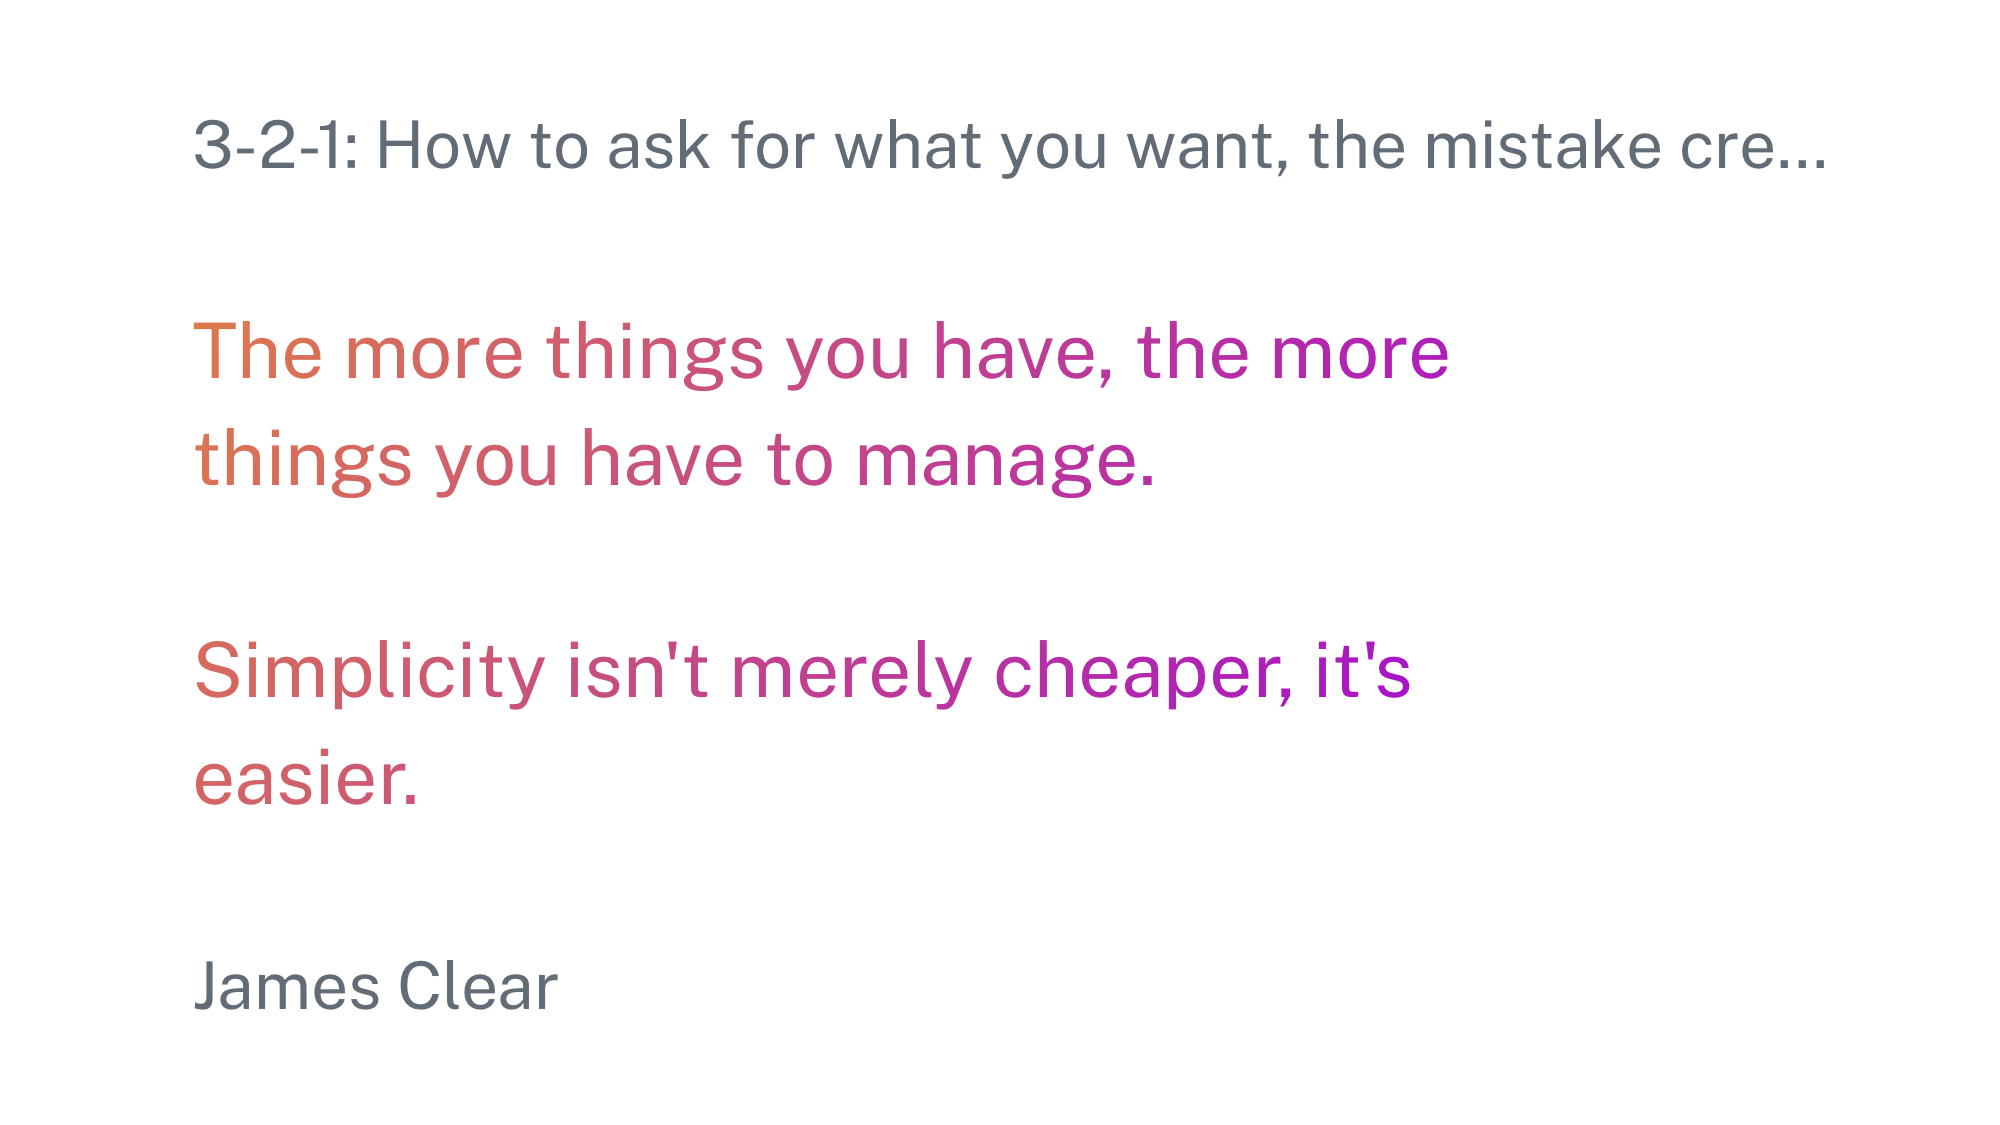 3-2-1: How to ask for what you want, the mistake cre...
The more things you have, the more
things you have to manage.
Simplicity isn't merely cheaper, it's
easier.
James Clear